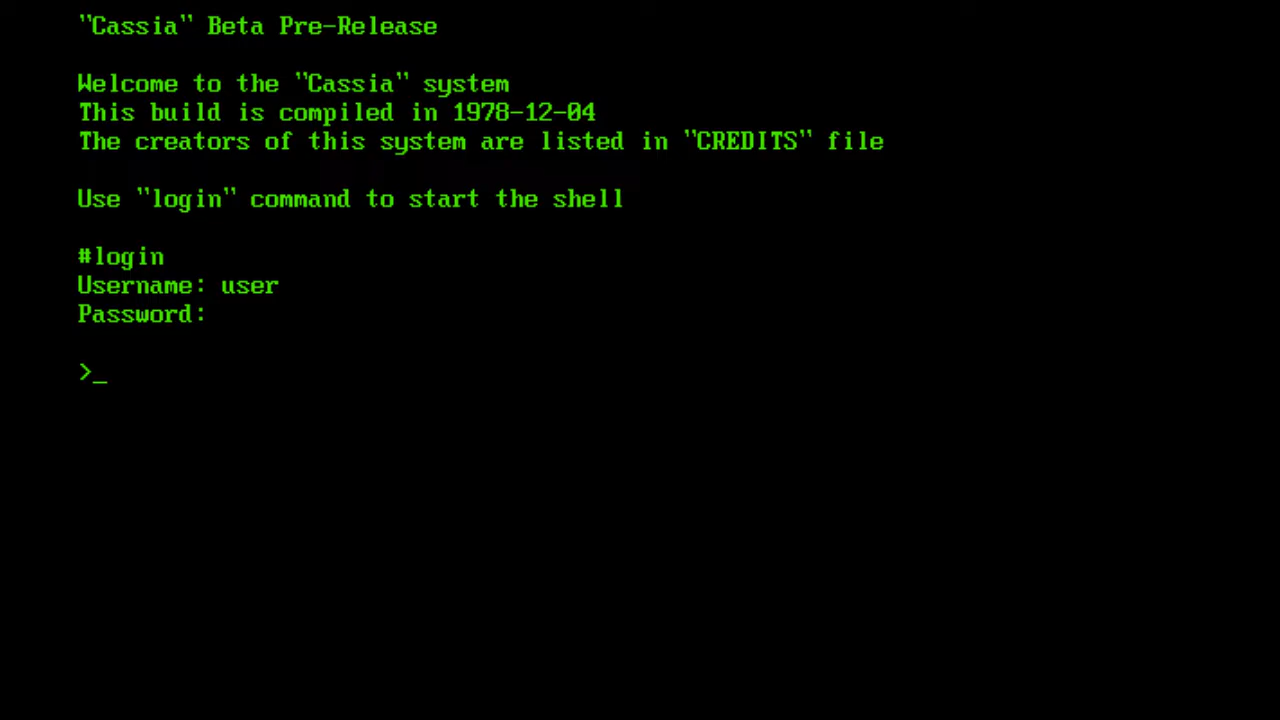 "Cassia" Beta Pre-Release
Welcome to the "Cassia" system
This build is compiled in 1978-12-04
The creators of this system are listed in "CREDITS" file
Use "login" command to start the shell
#login
Username: user
Password:
>_